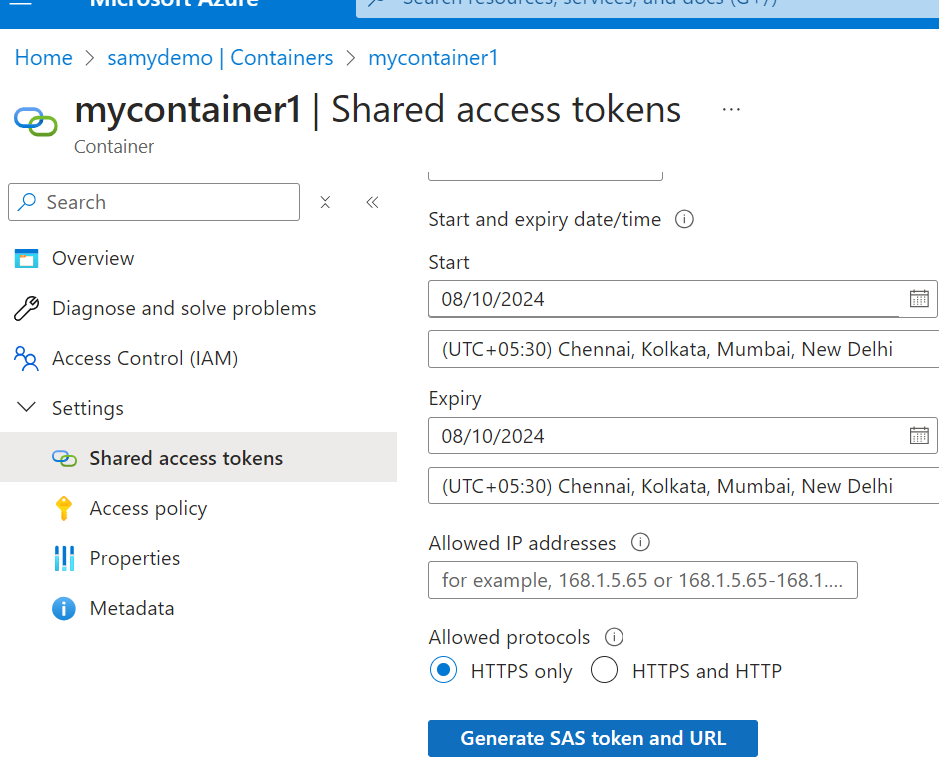 Microsoft Azure
Search resources, services, and docs (G+/)
Home > samydemo | Containers > mycontainer1
mycontainer1 | Shared access tokens ...
Container
Search
Overview
Diagnose and solve problems
Access Control (IAM)
Settings
Shared access tokens
Access policy
Properties
Metadata
Start and expiry date/time
Start
08/10/2024
(UTC+05:30) Chennai, Kolkata, Mumbai, New Delhi
Expiry
08/10/2024
(UTC+05:30) Chennai, Kolkata, Mumbai, New Delhi
Allowed IP addresses
for example, 168.1.5.65 or 168.1.5.65-168.1....
Allowed protocols
HTTPS only HTTPS and HTTP
Generate SAS token and URL